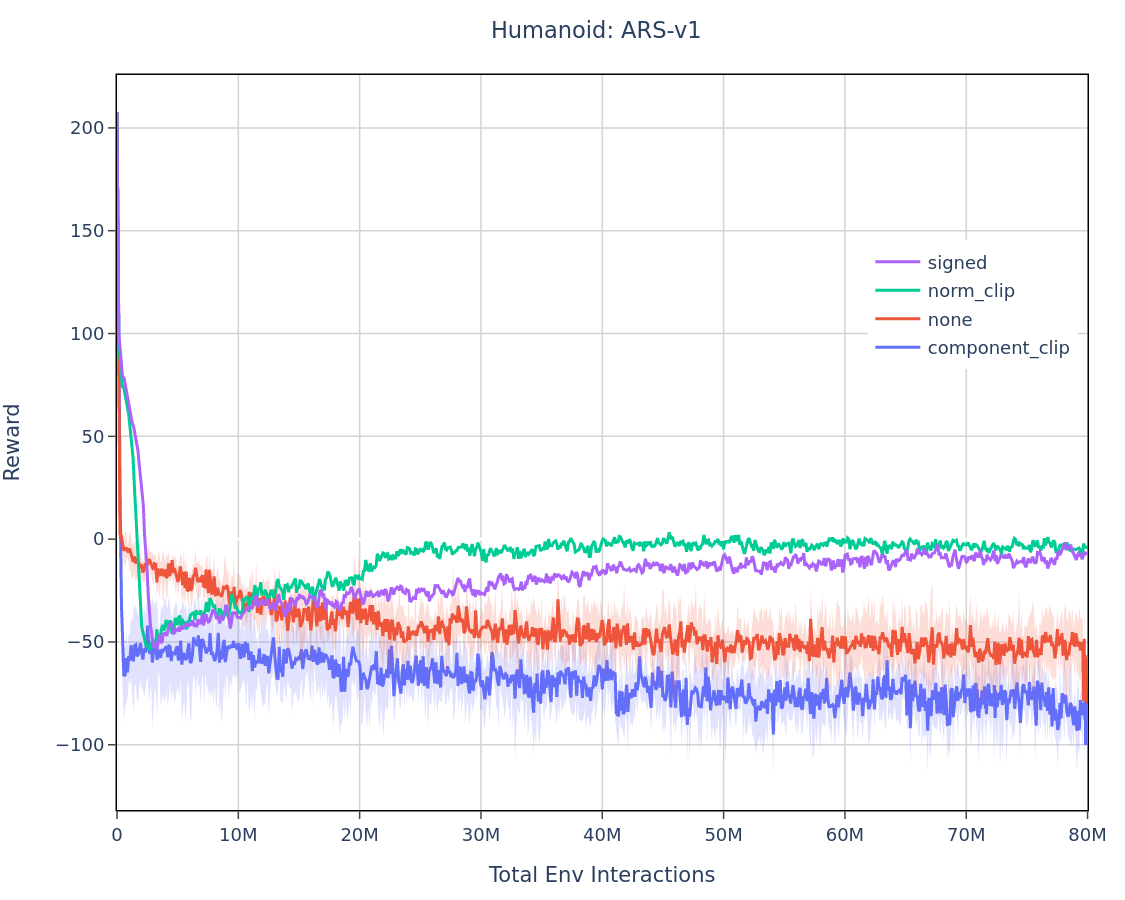 Humanoid: ARS-v1
Reward
200
150
100
50
0
−50
−100
signed
norm_clip
none
component_clip
0
10M
20M
30M
40M
50M
60M
70M
80M
Total Env Interactions